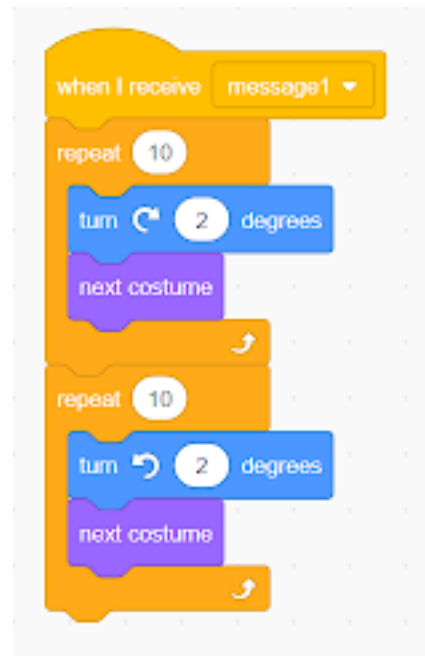 when I receive message1
repeat 10
turn 2 degrees
next costume
repeat 10
turn 2 degrees
next costume